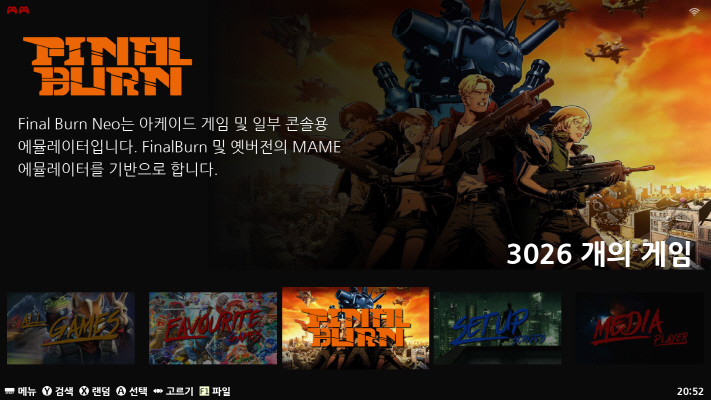 FINAL
BURN
Final Burn Neo는 아케이드 게임 및 일부 콘솔용
에뮬레이터입니다. FinalBurn 및 옛버전의 MAME
에뮬레이터를 기반으로 합니다.
3026 개의 게임
ALL GAMES
FAVOURITE GAMES
FINAL
BURN
SETUP
MEDIA
PLAYER
메뉴 Y 검색 X 랜덤 A 선택 고르기 F1 파일
20:52